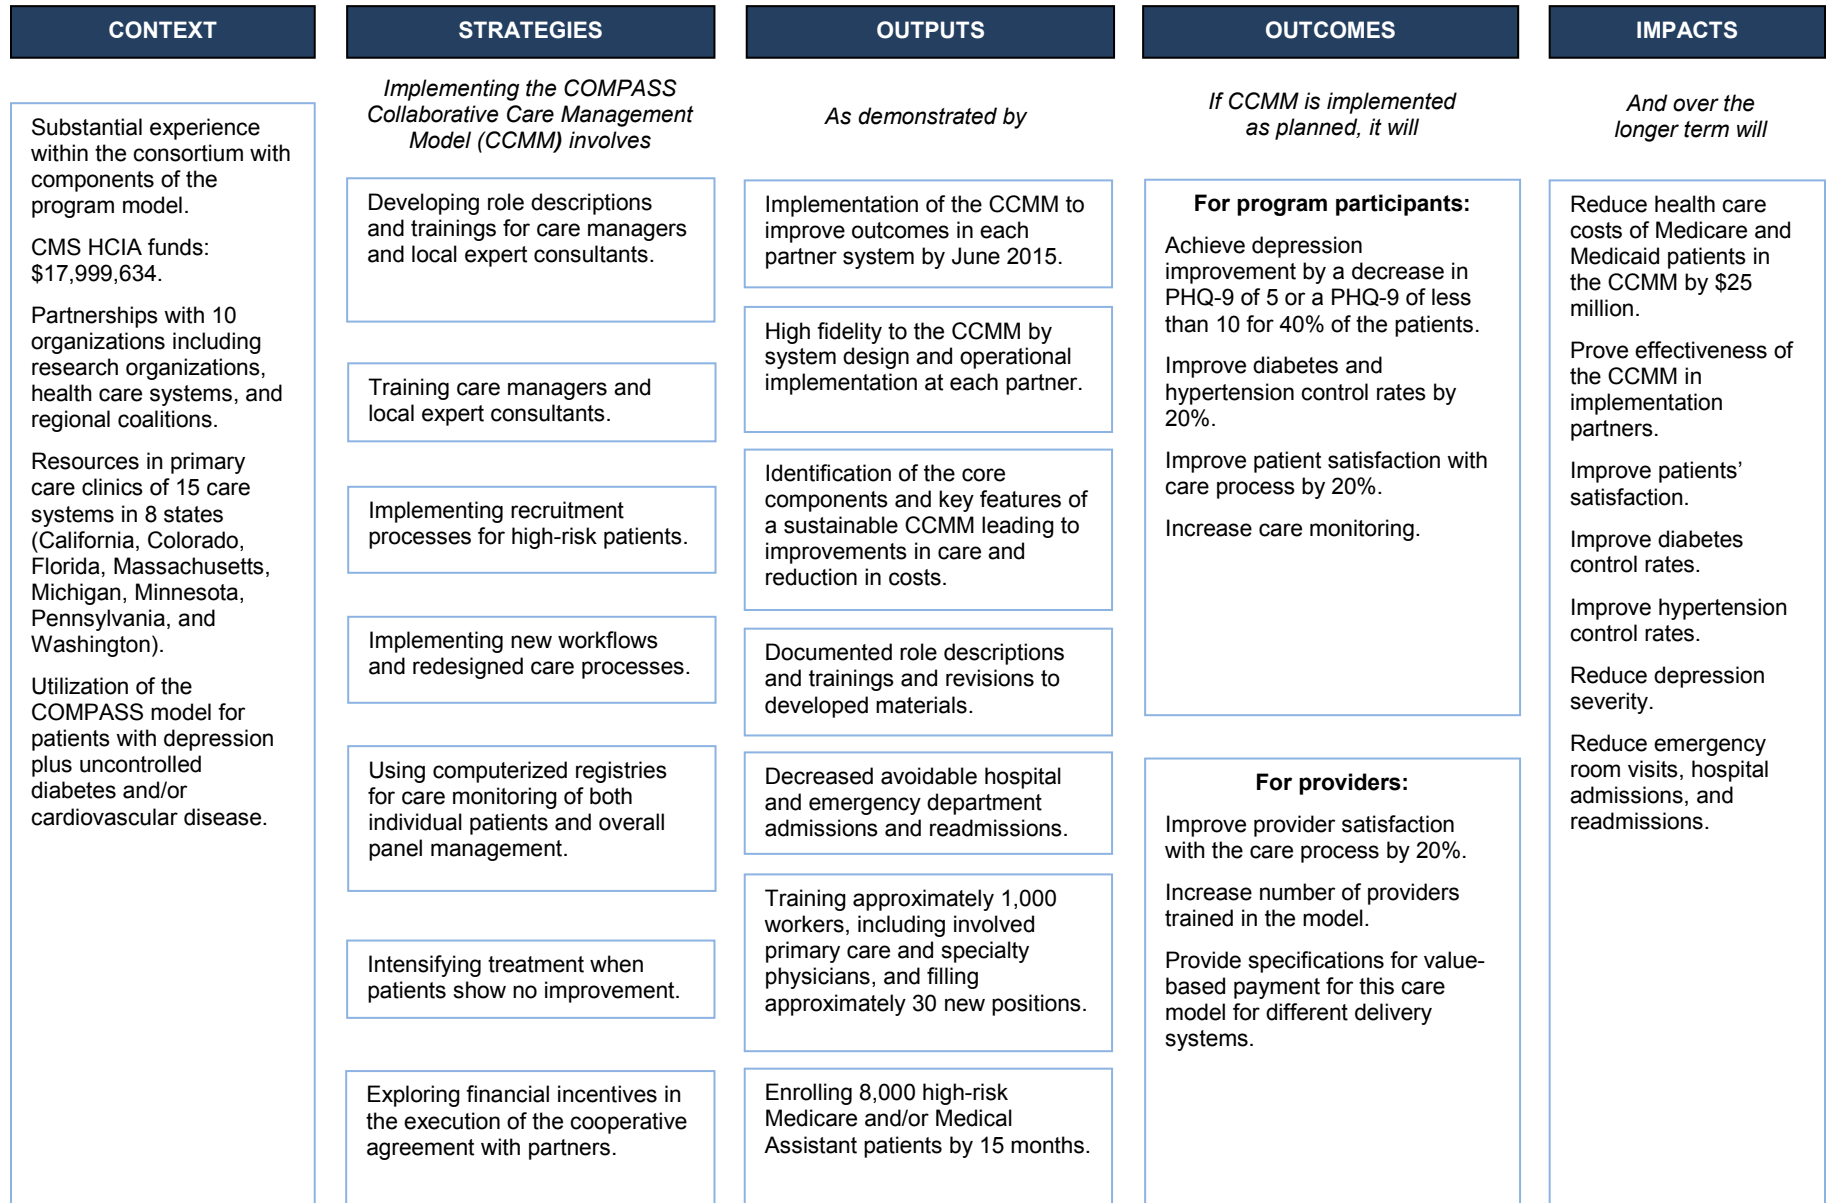 CONTEXT
Substantial experience
within the consortium with
components of the
program model.
CMS HCIA funds:
$17,999,634.
Partnerships with 10
organizations including
research organizations,
health care systems, and
regional coalitions.
Resources in primary
care clinics of 15 care
systems in 8 states
(California, Colorado,
Florida, Massachusetts,
Michigan, Minnesota,
Pennsylvania, and
Washington).
Utilization of the
COMPASS model for
patients with depression
plus uncontrolled
diabetes and/or
cardiovascular disease.
STRATEGIES
Implementing the COMPASS
Collaborative Care Management
Model (CCMM) involves
Developing role descriptions
and trainings for care managers
and local expert consultants.
Training care managers and
local expert consultants.
Implementing recruitment
processes for high-risk patients.
Implementing new workflows
and redesigned care processes.
Using computerized registries
for care monitoring of both
individual patients and overall
panel management.
Intensifying treatment when
patients show no improvement.
Exploring financial incentives in
the execution of the cooperative
agreement with partners.
OUTPUTS
As demonstrated by
Implementation of the CCMM to
improve outcomes in each
partner system by June 2015.
High fidelity to the CCMM by
system design and operational
implementation at each partner.
Identification of the core
components and key features of
a sustainable CCMM leading to
improvements in care and
reduction in costs.
Documented role descriptions
and trainings and revisions to
developed materials.
Decreased avoidable hospital
and emergency department
admissions and readmissions.
Training approximately 1,000
workers, including involved
primary care and specialty
physicians, and filling
approximately 30 new positions.
Enrolling 8,000 high-risk
Medicare and/or Medical
Assistant patients by 15 months.
OUTCOMES
If CCMM is implemented
as planned, it will
For program participants:
Achieve depression
improvement by a decrease in
PHQ-9 of 5 or a PHQ-9 of less
than 10 for 40% of the patients.
Improve diabetes and
hypertension control rates by
20%.
Improve patient satisfaction with
care process by 20%.
Increase care monitoring.
For providers:
Improve provider satisfaction
with the care process by 20%.
Increase number of providers
trained in the model.
Provide specifications for value-
based payment for this care
model for different delivery
systems.
IMPACTS
And over the
longer term will
Reduce health care
costs of Medicare and
Medicaid patients in
the CCMM by $25
million.
Prove effectiveness of
the CCMM in
implementation
partners.
Improve patients’
satisfaction.
Improve diabetes
control rates.
Improve hypertension
control rates.
Reduce depression
severity.
Reduce emergency
room visits, hospital
admissions, and
readmissions.